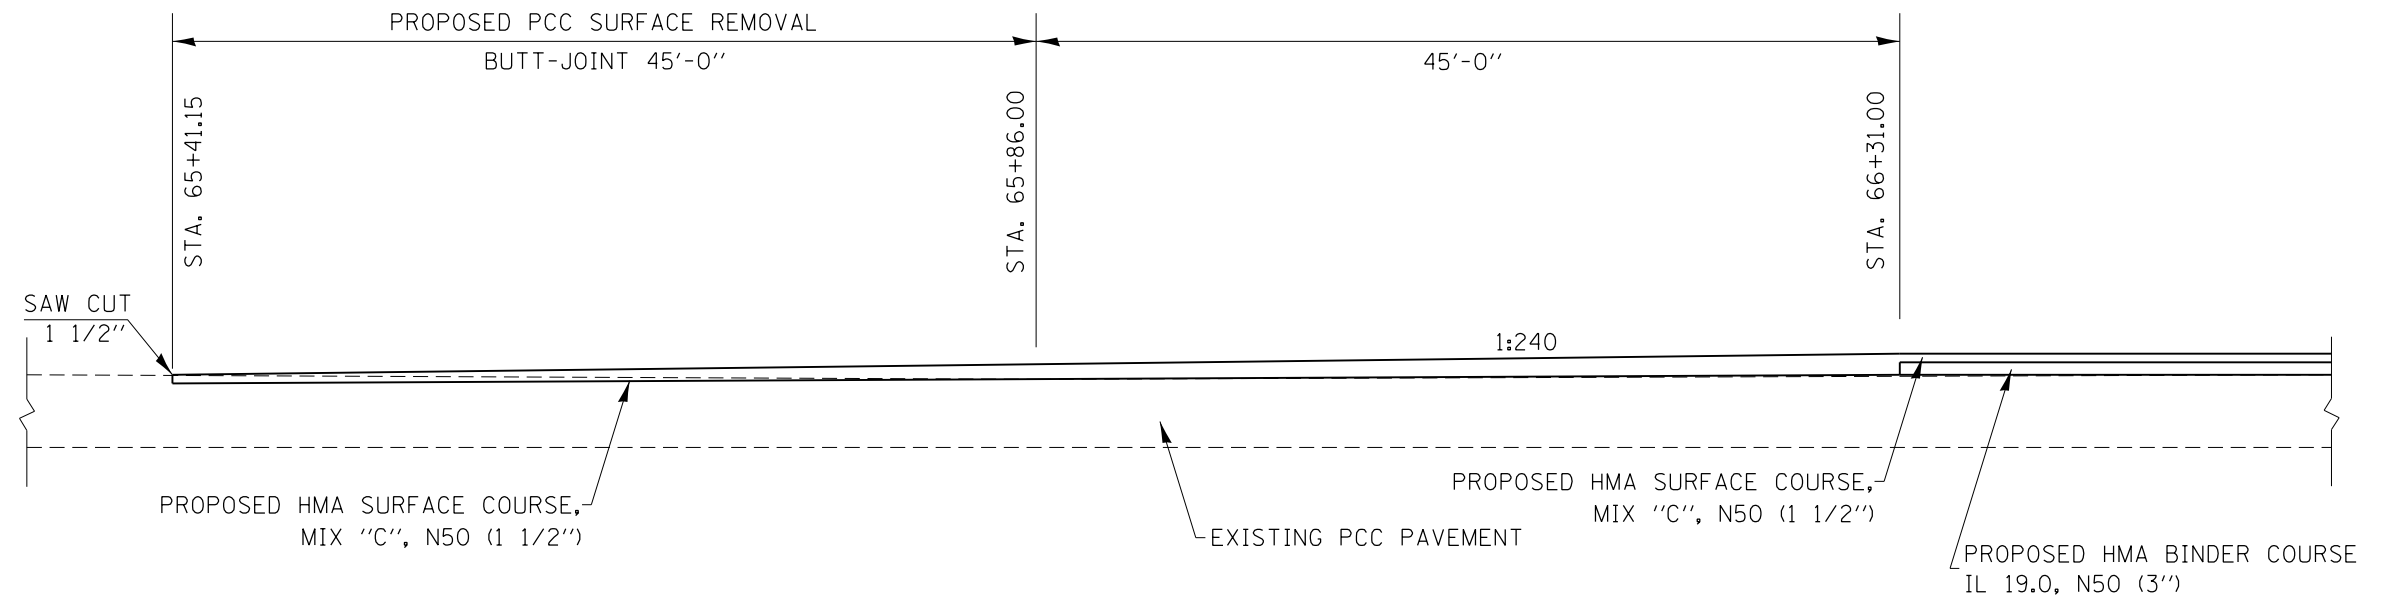 PROPOSED PCC SURFACE REMOVAL
BUTT-JOINT 45'-0"
45'-0"
STA. 65+41.15
STA. 65+86.00
STA. 66+31.00
SAW CUT
1 1/2"
1:240
PROPOSED HMA SURFACE COURSE,
MIX "C", N50 (1 1/2")
EXISTING PCC PAVEMENT
PROPOSED HMA SURFACE COURSE,
MIX "C", N50 (1 1/2")
PROPOSED HMA BINDER COURSE
IL 19.0, N50 (3")